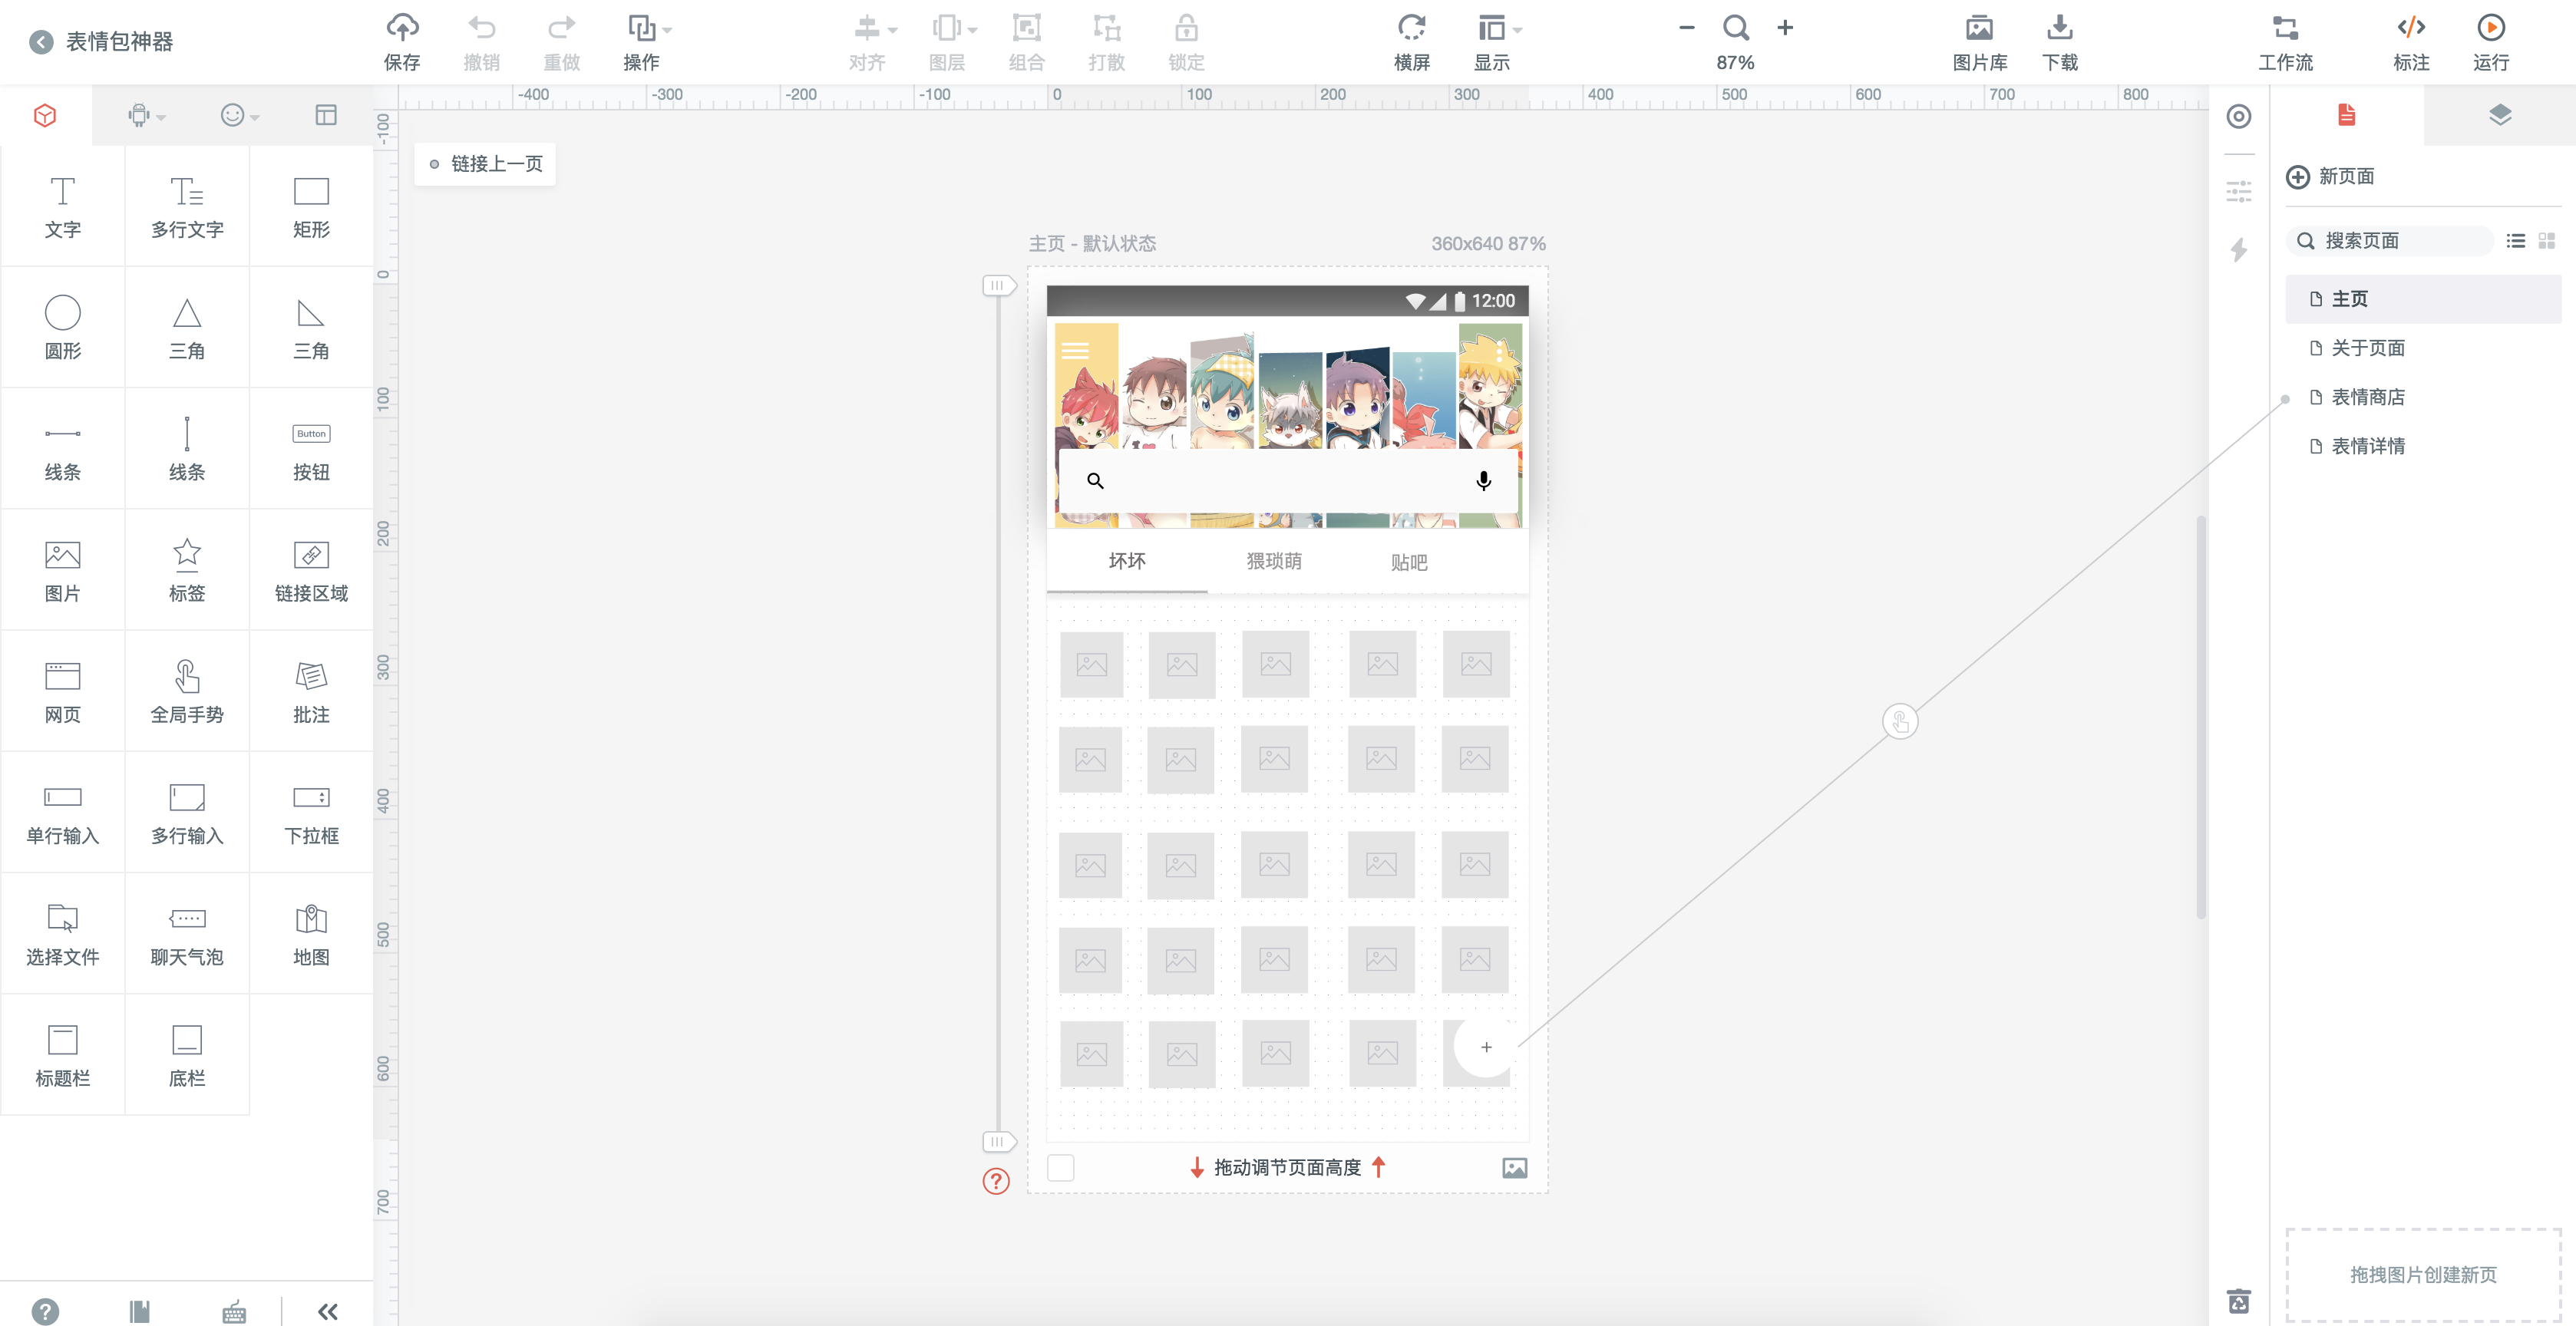 表情包神器
保存
撤销
重做
操作
对齐
图层
组合
打散
锁定
横屏
显示
87%
图片库
下载
工作流
标注
运行
-400
-300
-200
-100
0
100
200
300
400
500
600
700
800
-100
0
100
200
300
400
500
600
700
文字
多行文字
矩形
圆形
三角
三角
线条
线条
Button
按钮
图片
标签
链接区域
网页
全局手势
批注
单行输入
多行输入
下拉框
选择文件
聊天气泡
地图
标题栏
底栏
链接上一页
主页 - 默认状态
360x640 87%
12:00
坏坏
猥琐萌
贴吧
+
拖动调节页面高度
新页面
搜索页面
主页
关于页面
表情商店
表情详情
拖拽图片创建新页